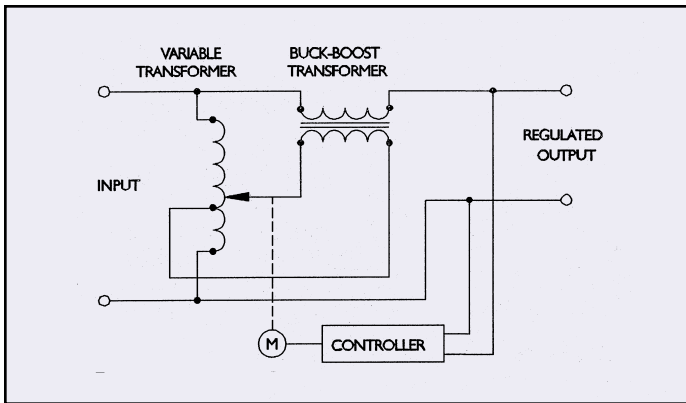 VARIABLE
TRANSFORMER
BUCK-BOOST
TRANSFORMER
REGULATED
OUTPUT
INPUT
M
CONTROLLER